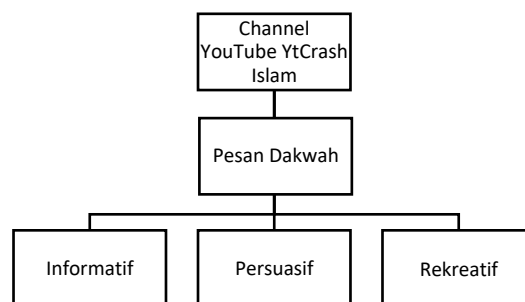 Channel
YouTube YtCrash
Islam
Pesan Dakwah
Informatif
Persuasif
Rekreatif